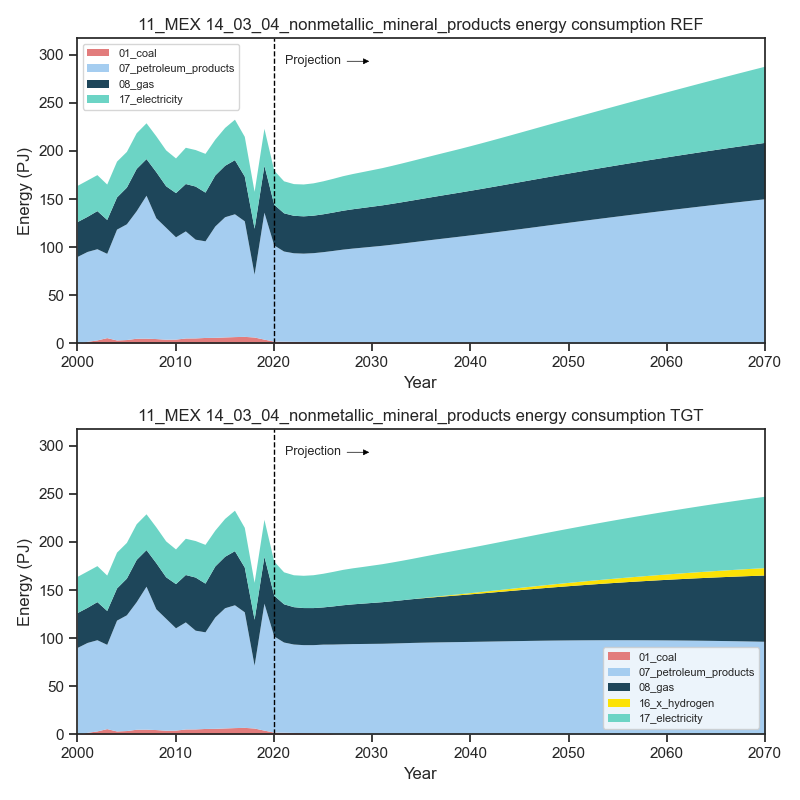 11_MEX 14_03_04_nonmetallic_mineral_products energy consumption REF
300
250
200
150
100
50
0
Energy (PJ)
01_coal
07_petroleum_products
08_gas
17_electricity
Projection
2000 2010 2020 2030 2040 2050 2060 2070
Year
11_MEX 14_03_04_nonmetallic_mineral_products energy consumption TGT
300
250
200
150
100
50
0
Energy (PJ)
Projection
01_coal
07_petroleum_products
08_gas
16_x_hydrogen
17_electricity
2000 2010 2020 2030 2040 2050 2060 2070
Year